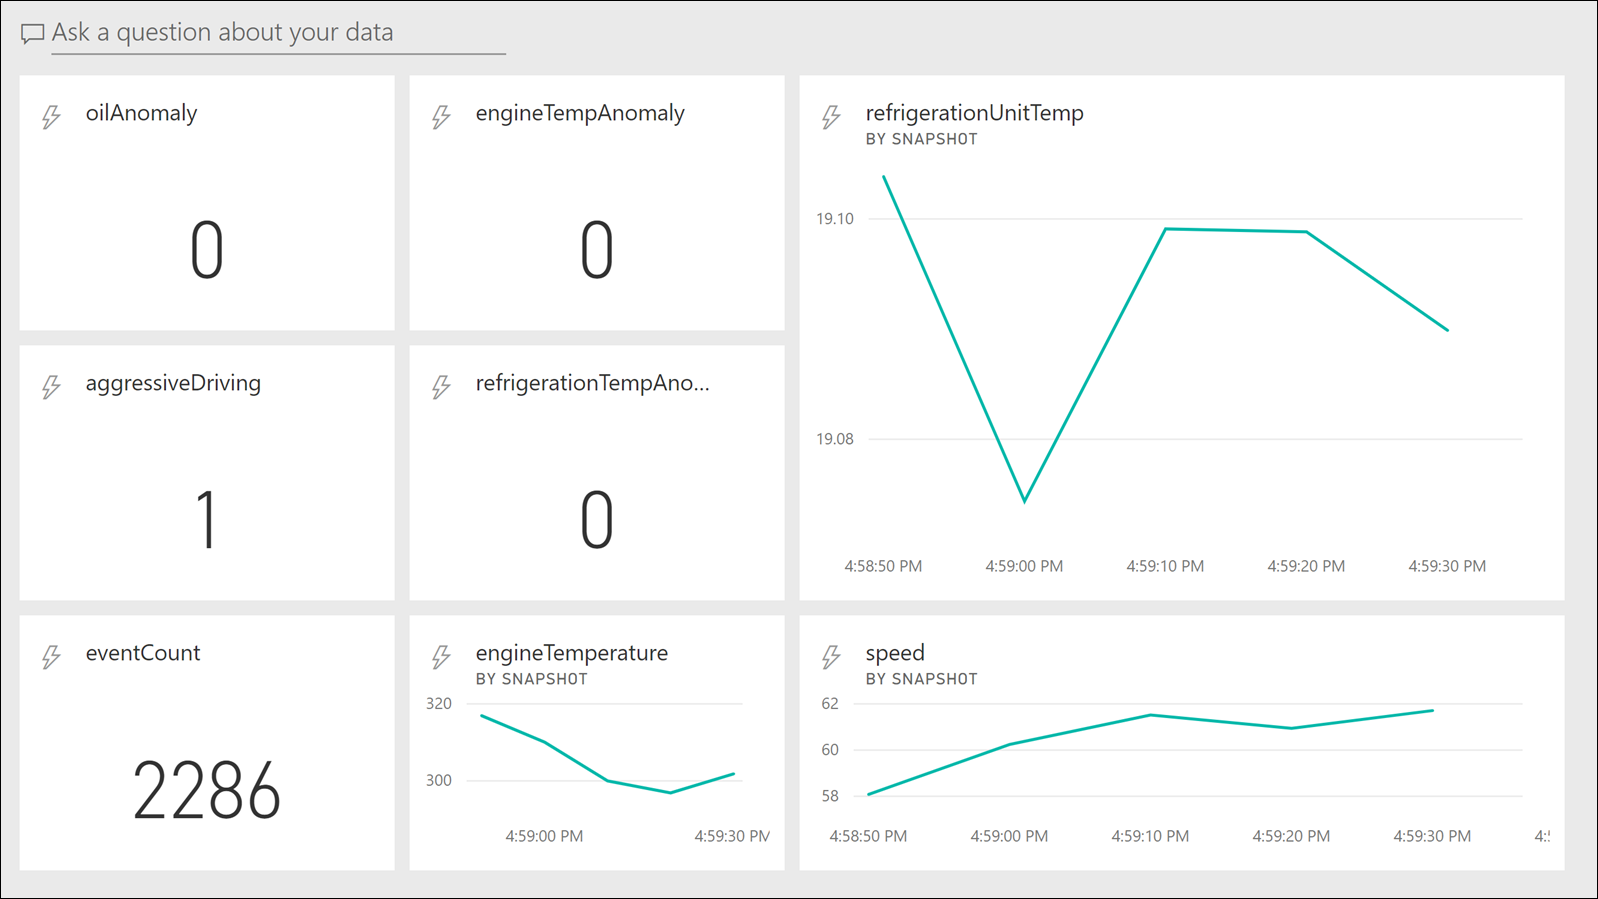 Ask a question about your data
oilAnomaly
0
engineTempAnomaly
0
refrigerationUnitTemp
BY SNAPSHOT
19.10
19.08
4:58:50 PM 4:59:00 PM 4:59:10 PM 4:59:20 PM 4:59:30 PM
aggressiveDriving
1
refrigerationTempAno...
0
eventCount
2286
engineTemperature
BY SNAPSHOT
320
300
4:59:00 PM 4:59:30 PM
speed
BY SNAPSHOT
62
60
58
4:58:50 PM 4:59:00 PM 4:59:10 PM 4:59:20 PM 4:59:30 PM